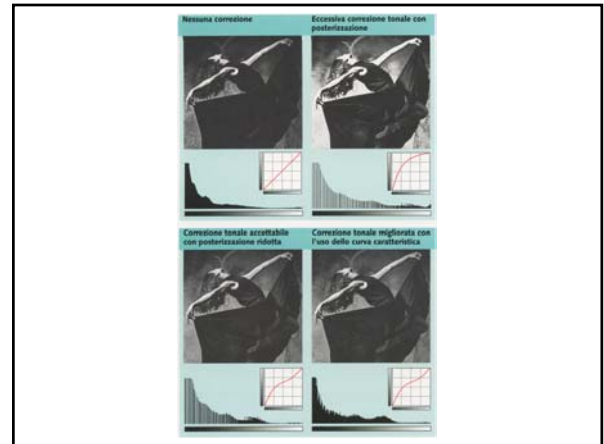 Nessuna correzione
Eccessiva correzione tonale con
posterizzazione
Correzione tonale accettabile
con posterizzazione ridotta
Correzione tonale migliorata con
l'uso dello curva caratteristica